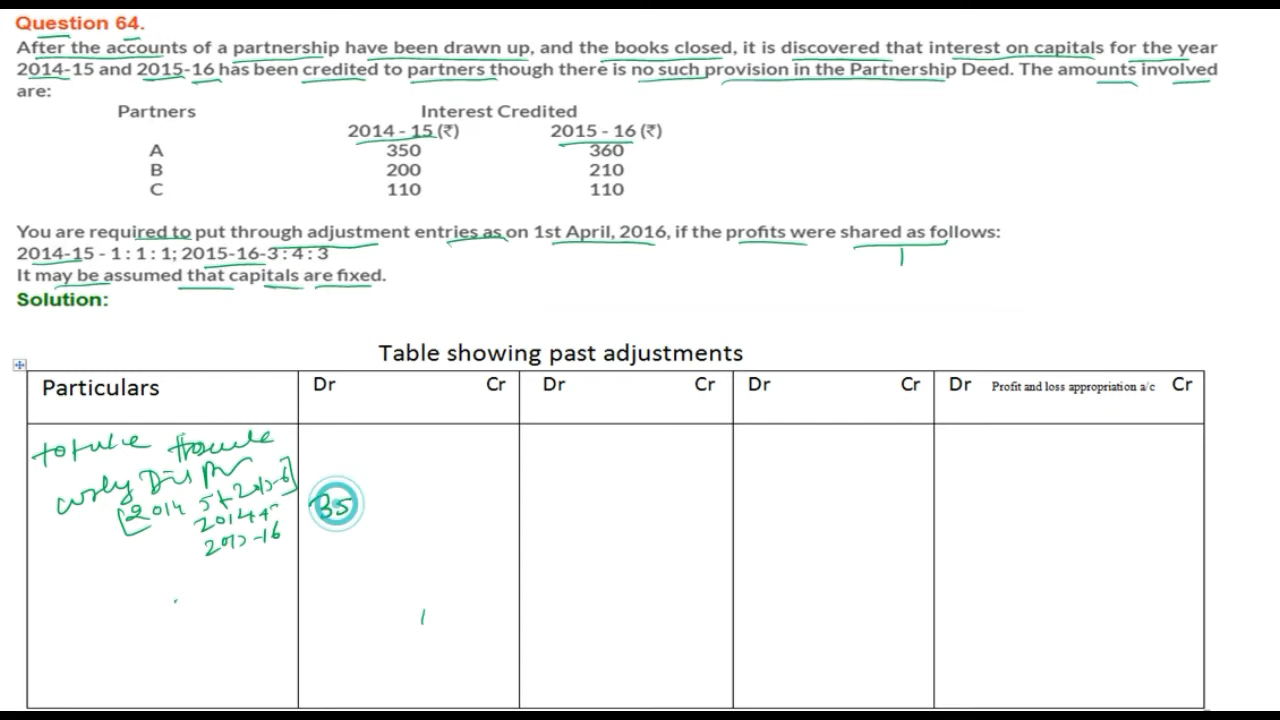 Question 64.
After the accounts of a partnership have been drawn up, and the books closed, it is discovered that interest on capitals for the year
2014-15 and 2015-16 has been credited to partners though there is no such provision in the Partnership Deed. The amounts involved
are:
Partners Interest Credited
2014 - 15 (₹) 2015 - 16 (₹)
A 350 360
B 200 210
C 110 110
You are required to put through adjustment entries as on 1st April, 2016, if the profits were shared as follows:
2014-15 - 1 : 1 : 1; 2015-16-3 : 4 : 3
It may be assumed that capitals are fixed.
Solution:
Table showing past adjustments
Particulars Dr Cr Dr Cr Dr Cr Dr Profit and loss appropriation a/c Cr
35